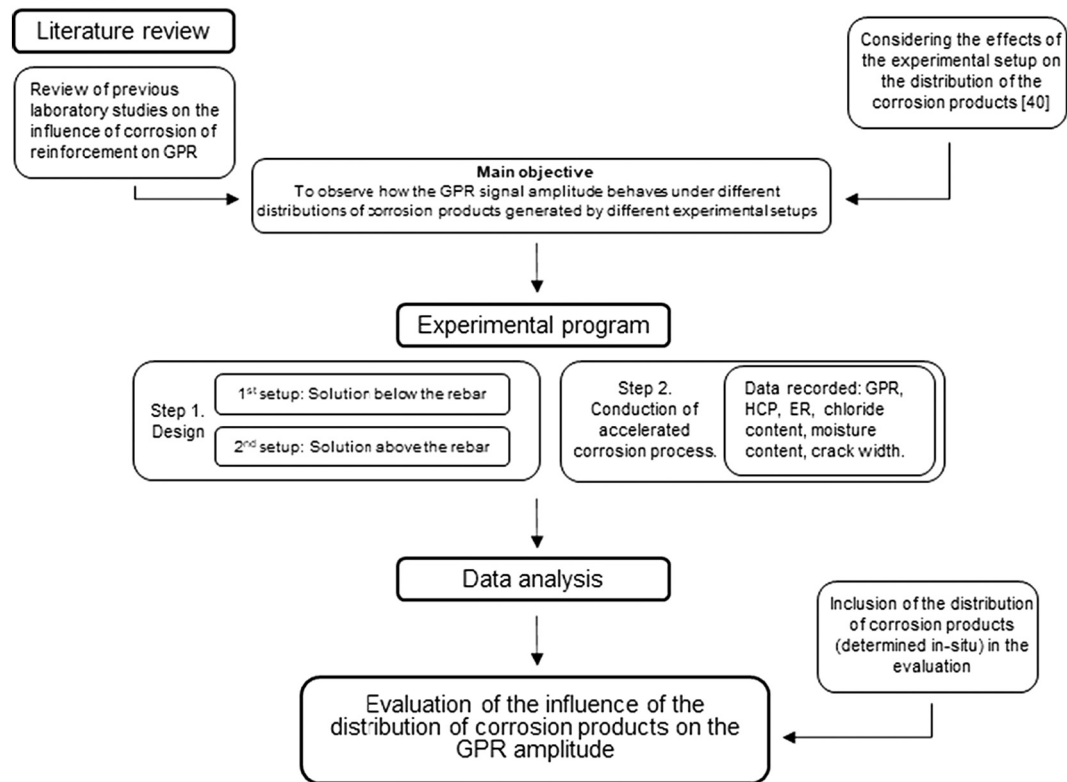 Literature review
Review of previous
laboratory studies on the
influence of corrosion of
reinforcement on GPR
Considering the effects of
the experimental setup on
the distribution of the
corrosion products [40]
Main objective
To observe how the GPR signal amplitude behaves under different
distributions of corrosion products generated by different experimental setups
Experimental program
Step 1.
Design
1st setup: Solution below the rebar
2nd setup: Solution above the rebar
Step 2.
Conduction of
accelerated
corrosion process.
Data recorded: GPR,
HCP, ER, chloride
content, moisture
content, crack width.
Data analysis
Inclusion of the distribution
of corrosion products
(determined in-situ) in the
evaluation
Evaluation of the influence of the
distribution of corrosion products on the
GPR amplitude